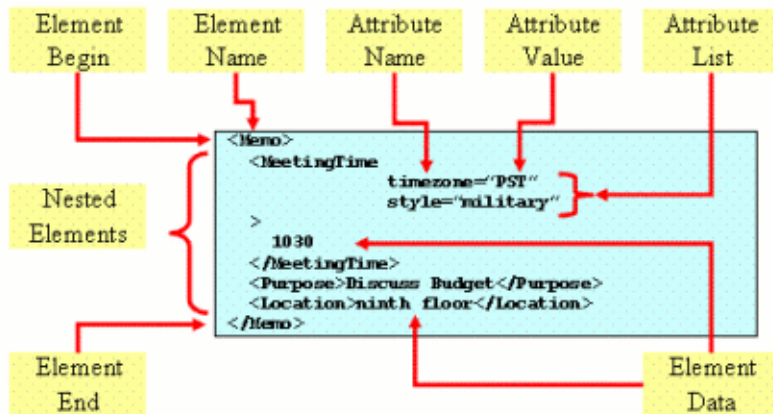 Element Begin
Element Name
Attribute Name
Attribute Value
Attribute List
<Memo>
<MeetingTime
timezone="PST"
style="military"
>
1030
</MeetingTime>
<Purpose>Discuss Budget</Purpose>
<Location>ninth floor</Location>
</Memo>
Nested
Elements
Element
End
Element
Data